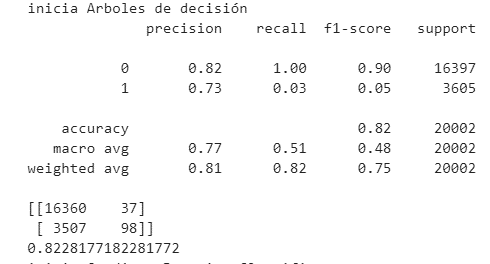 inicia Arboles de decisión
precision recall f1-score support
0 0.82 1.00 0.90 16397
1 0.73 0.03 0.05 3605
accuracy 0.82 20002
macro avg 0.77 0.51 0.48 20002
weighted avg 0.81 0.82 0.75 20002
[[16360 37]
[ 3507 98]]
0.8228177182281772